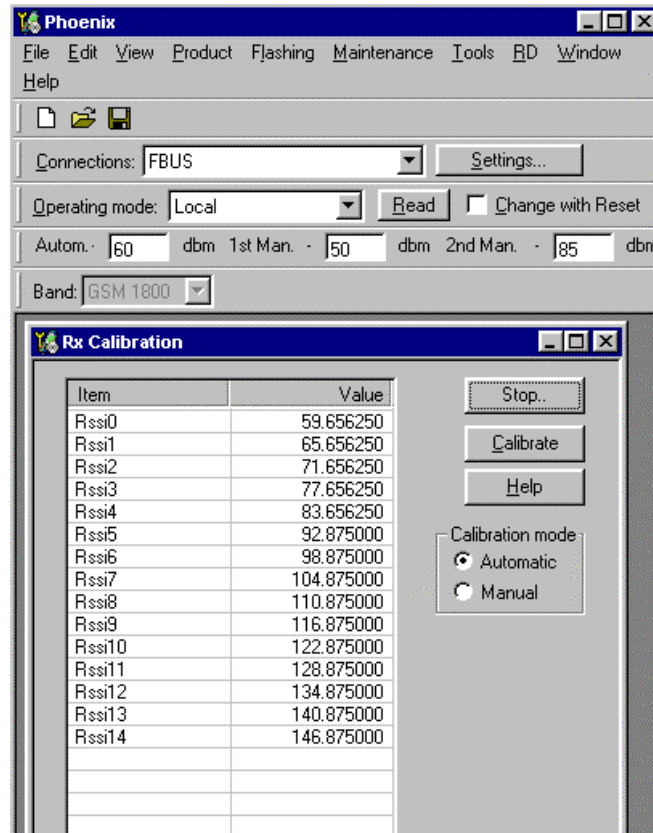 Phoenix
File Edit View Product Flashing Maintenance Tools RD Window
Help
Connections: FBUS Settings...
Operating mode: Local Read Change with Reset
Autom. - 60 dbm 1st Man. - 50 dbm 2nd Man. - 85 dbm
Band: GSM 1800
Rx Calibration
Item Value
Rssi0 59.656250
Rssi1 65.656250
Rssi2 71.656250
Rssi3 77.656250
Rssi4 83.656250
Rssi5 92.875000
Rssi6 98.875000
Rssi7 104.875000
Rssi8 110.875000
Rssi9 116.875000
Rssi10 122.875000
Rssi11 128.875000
Rssi12 134.875000
Rssi13 140.875000
Rssi14 146.875000
Stop..
Calibrate
Help
Calibration mode
Automatic
Manual